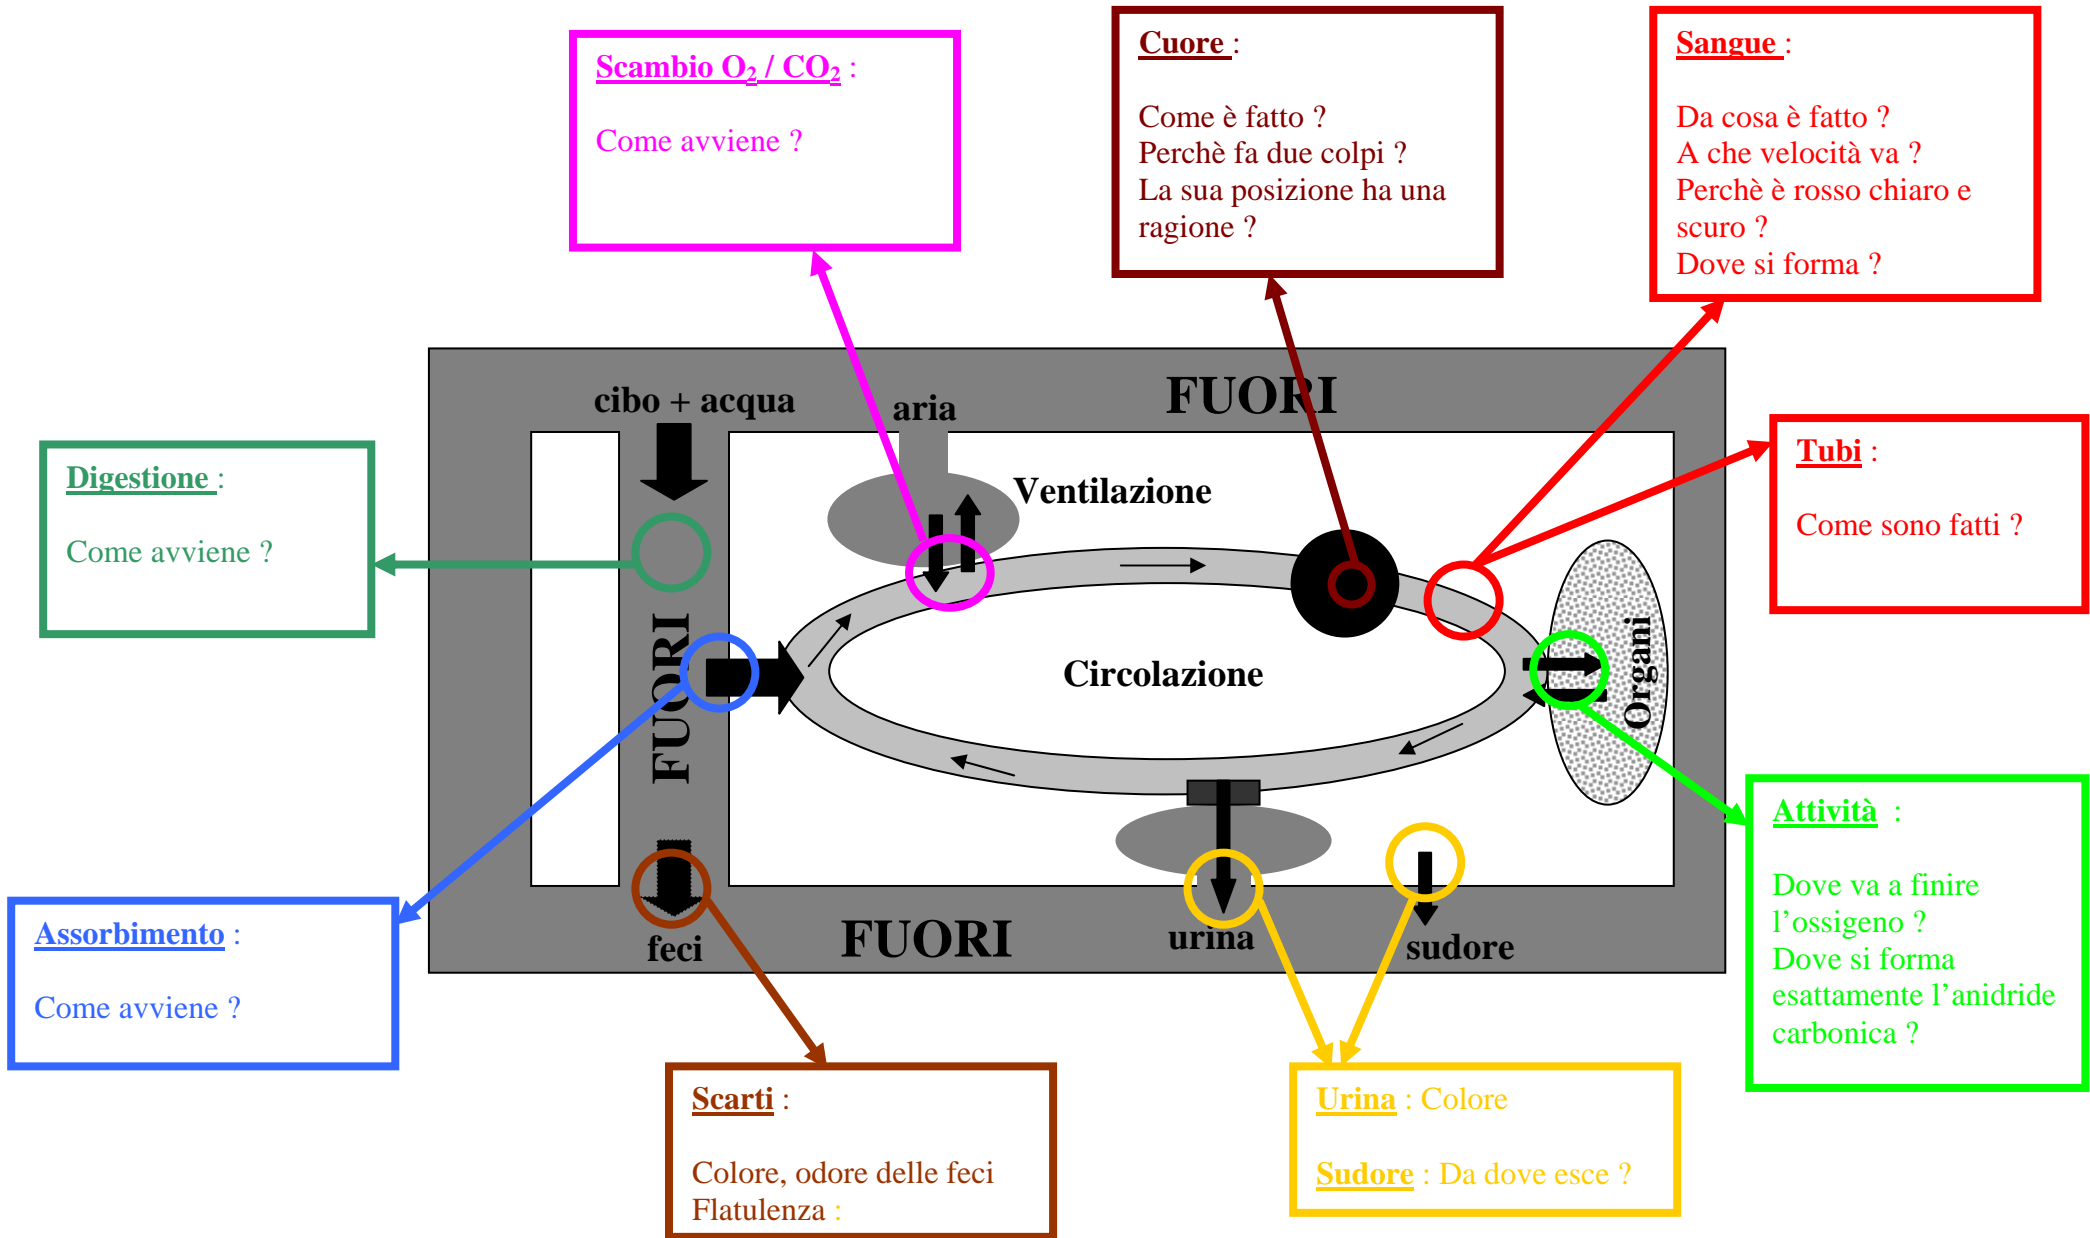 Scambio O₂ / CO₂ :
Come avviene ?
Cuore :
Come è fatto ?
Perchè fa due colpi ?
La sua posizione ha una
ragione ?
Sangue :
Da cosa è fatto ?
A che velocità va ?
Perchè è rosso chiaro e
scuro ?
Dove si forma ?
cibo + acqua
aria
FUORI
Ventilazione
Digestione :
Come avviene ?
Tubi :
Come sono fatti ?
FUORI
Circolazione
Organi
Assorbimento :
Come avviene ?
feci
FUORI
urina
sudore
Attività :
Dove va a finire
l’ossigeno ?
Dove si forma
esattamente l’anidride
carbonica ?
Scarti :
Colore, odore delle feci
Flatulenza :
Urina : Colore
Sudore : Da dove esce ?